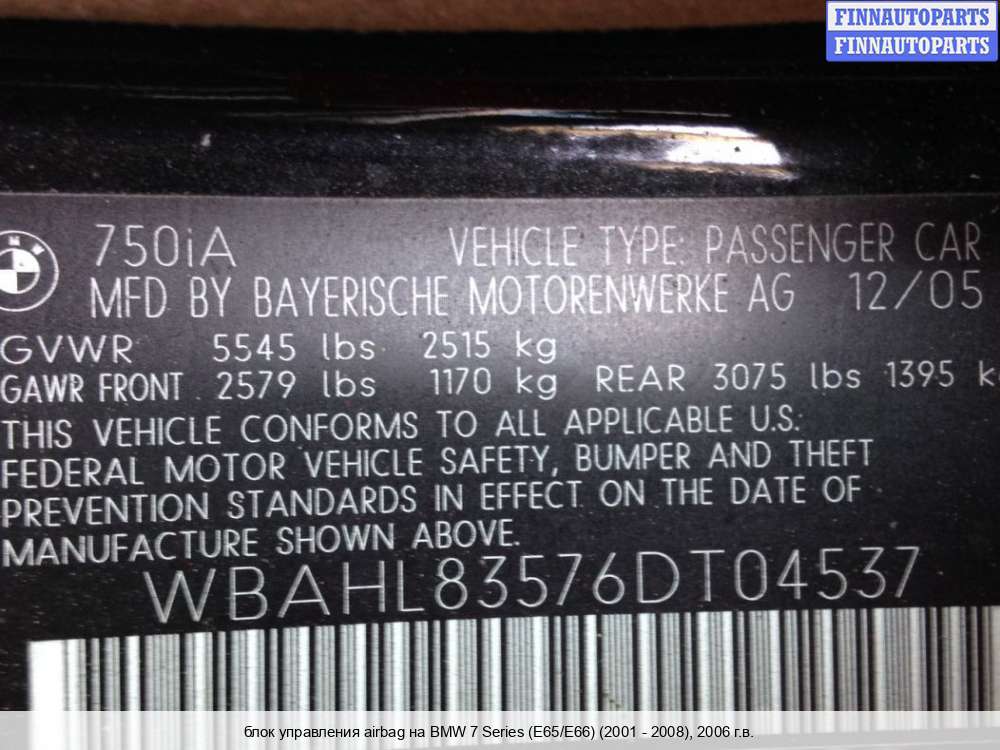 FINNAUTOPARTS
FINNAUTOPARTS
BMW
750iA VEHICLE TYPE: PASSENGER CAR
MFD BY BAYERISCHE MOTORENWERKE AG 12/05
GVWR 5545 lbs 2515 kg
GAWR FRONT 2579 lbs 1170 kg REAR 3075 lbs 1395 kg
THIS VEHICLE CONFORMS TO ALL APPLICABLE U.S.:
FEDERAL MOTOR VEHICLE SAFETY, BUMPER AND THEFT
PREVENTION STANDARDS IN EFFECT ON THE DATE OF
MANUFACTURE SHOWN ABOVE.
WBAHL83576DT04537
блок управления airbag на BMW 7 Series (E65/E66) (2001 - 2008), 2006 г.в.